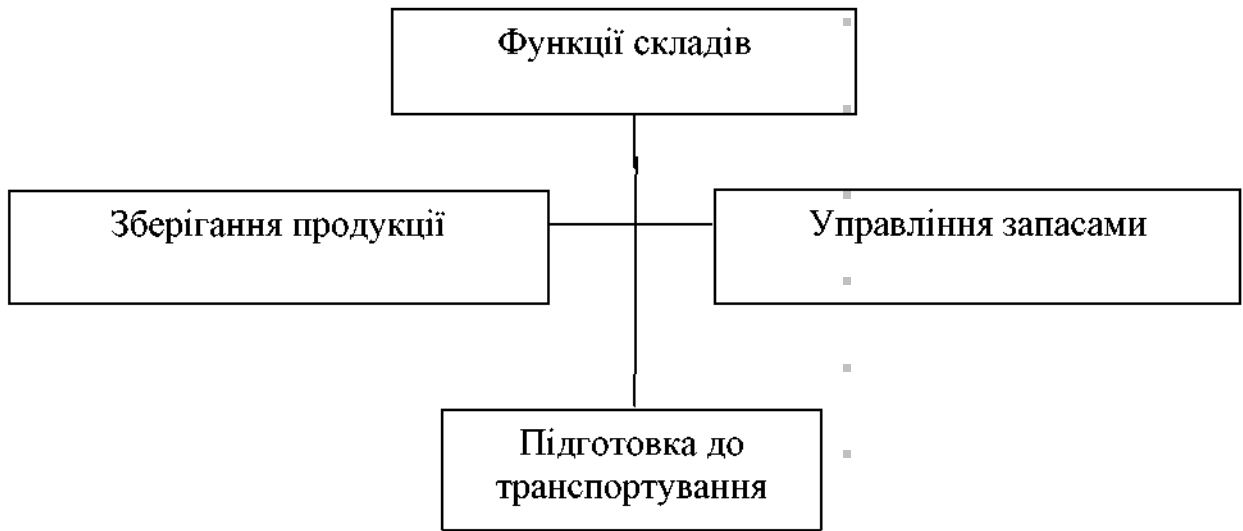 Функції складів
Зберігання продукції
Управління запасами
Підготовка до
транспортування